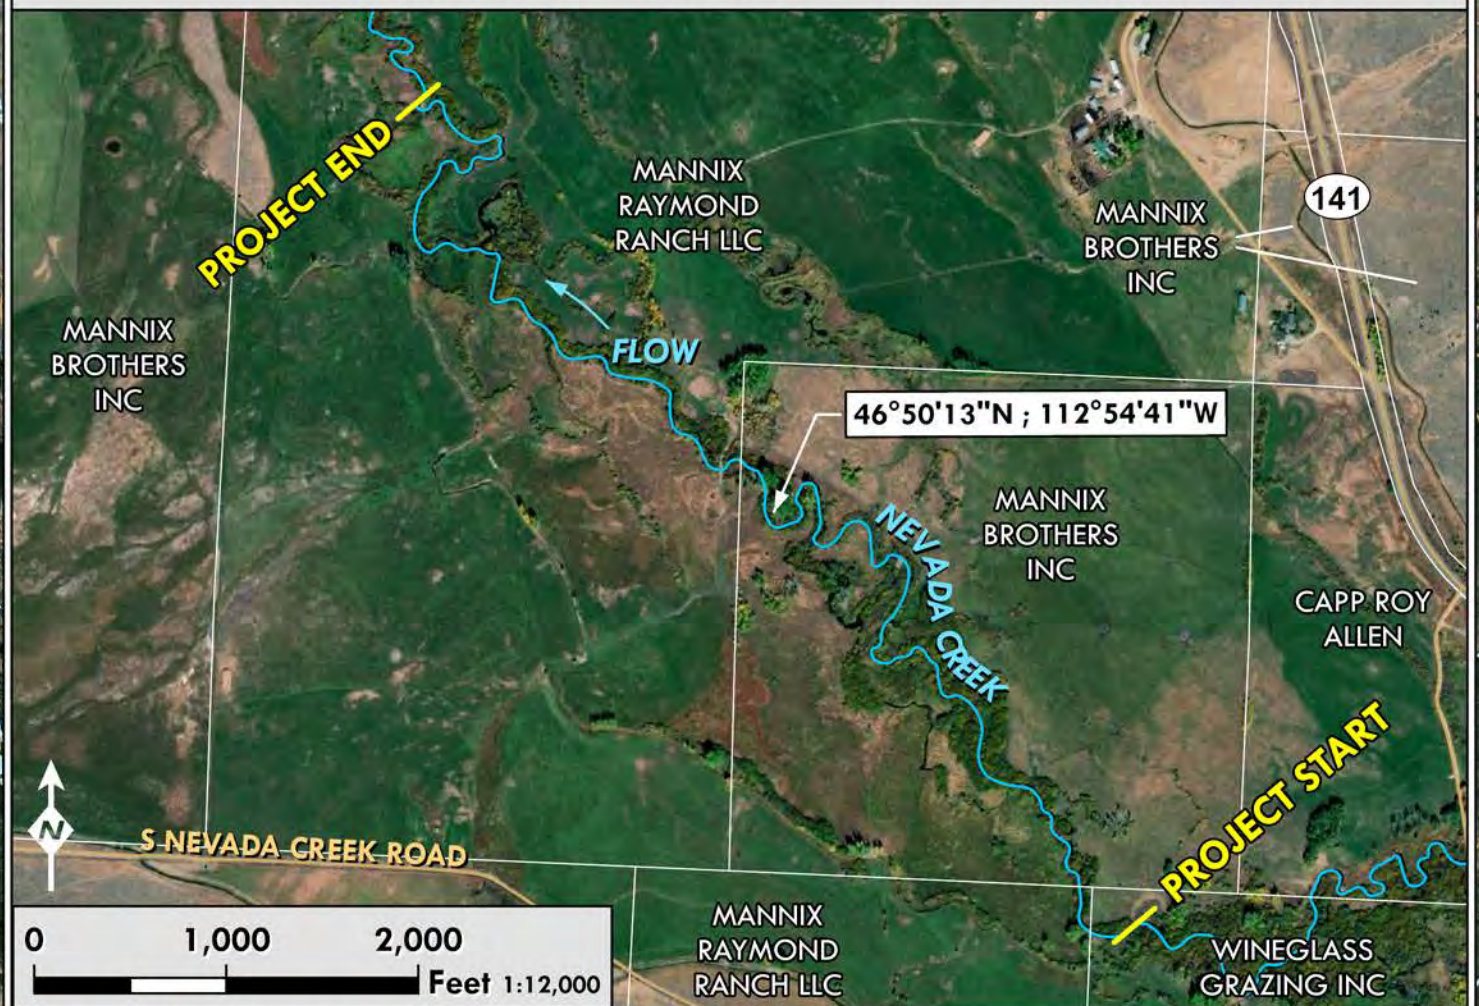 PROJECT END
MANNIX
RAYMOND
RANCH LLC
MANNIX
BROTHERS
INC
141
MANNIX
BROTHERS
INC
FLOW
46°50'13"N ; 112°54'41"W
NEVADA CREEK
MANNIX
BROTHERS
INC
CAPP ROY
ALLEN
PROJECT START
N
S NEVADA CREEK ROAD
0 1,000 2,000
Feet 1:12,000
MANNIX
RAYMOND
RANCH LLC
WINEGLASS
GRAZING INC